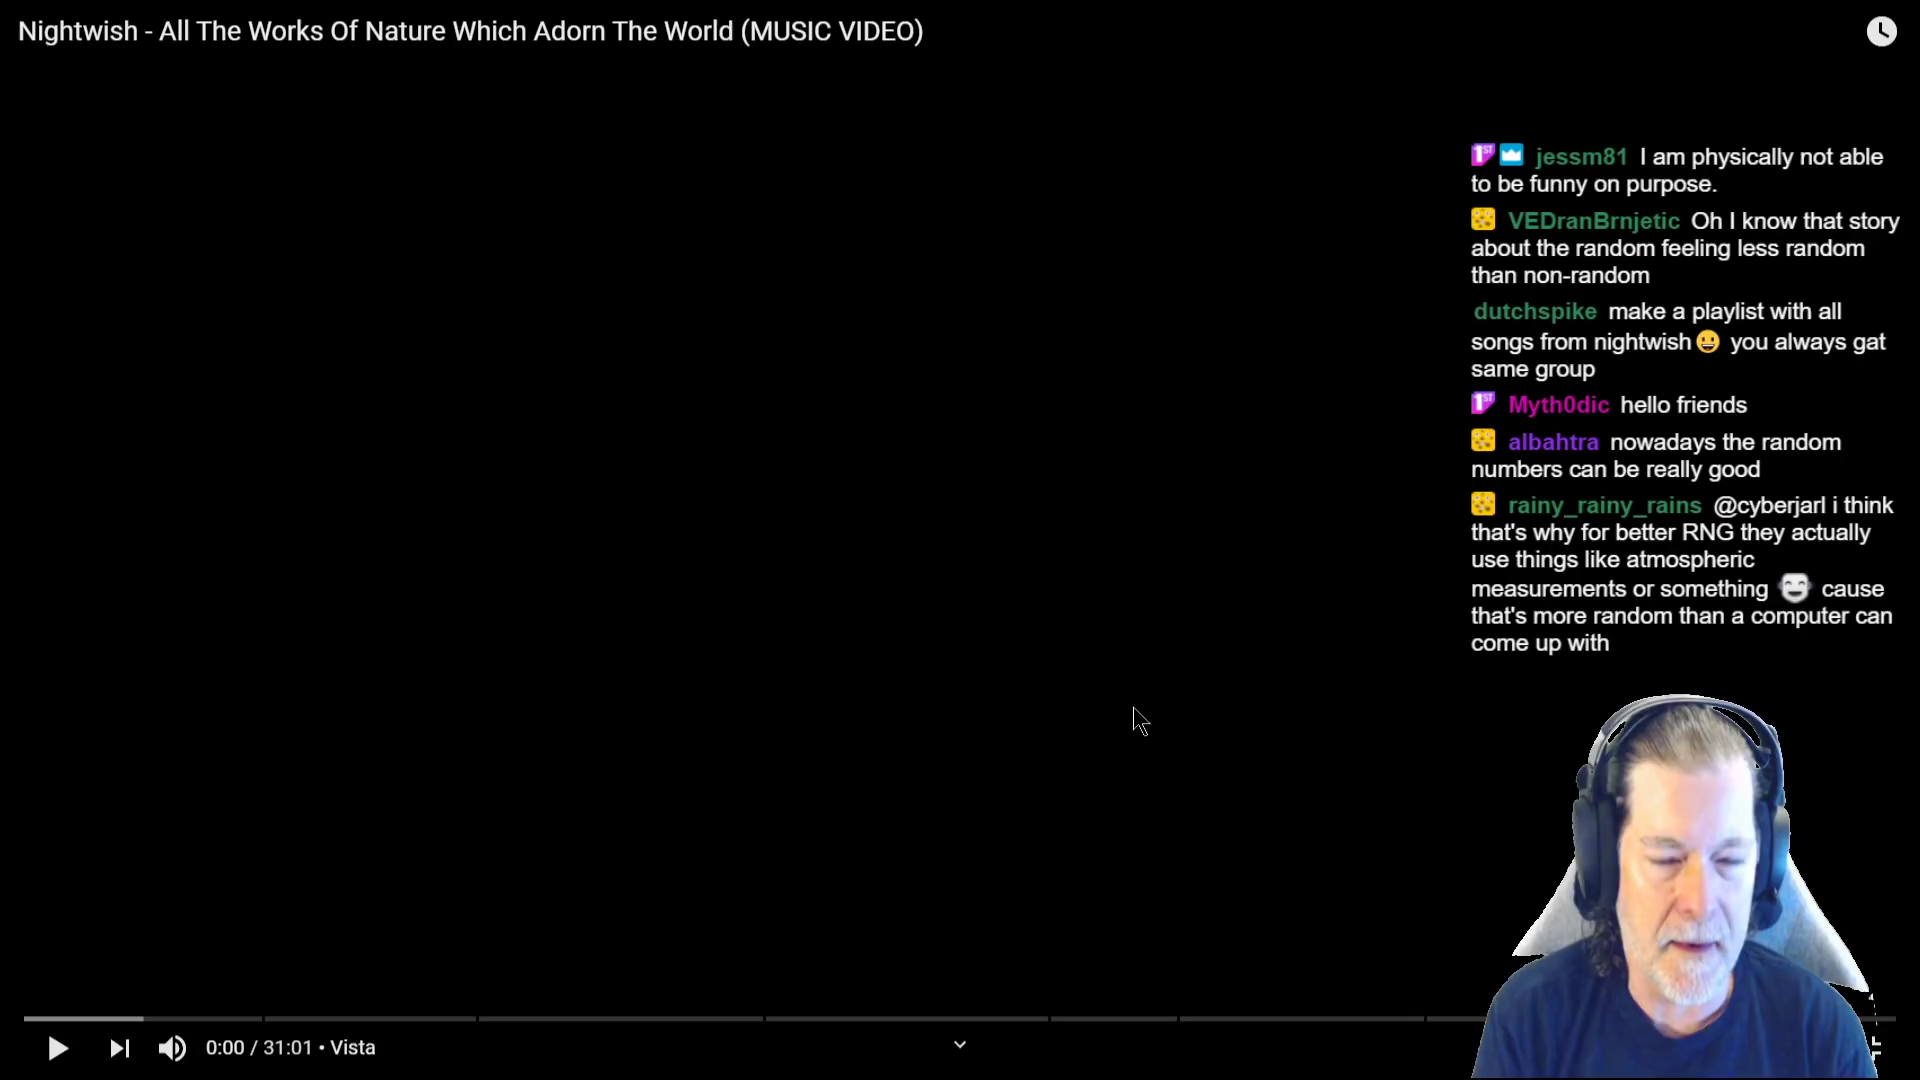 Nightwish - All The Works Of Nature Which Adorn The World (MUSIC VIDEO)
jessm81 I am physically not able
to be funny on purpose.
VEDranBrnjetic Oh I know that story
about the random feeling less random
than non-random
dutchspike make a playlist with all
songs from nightwish😀 you always gat
same group
Myth0dic hello friends
albahtra nowadays the random
numbers can be really good
rainy_rainy_rains @cyberjarl i think
that's why for better RNG they actually
use things like atmospheric
measurements or something cause
that's more random than a computer can
come up with
0:00 / 31:01 • Vista